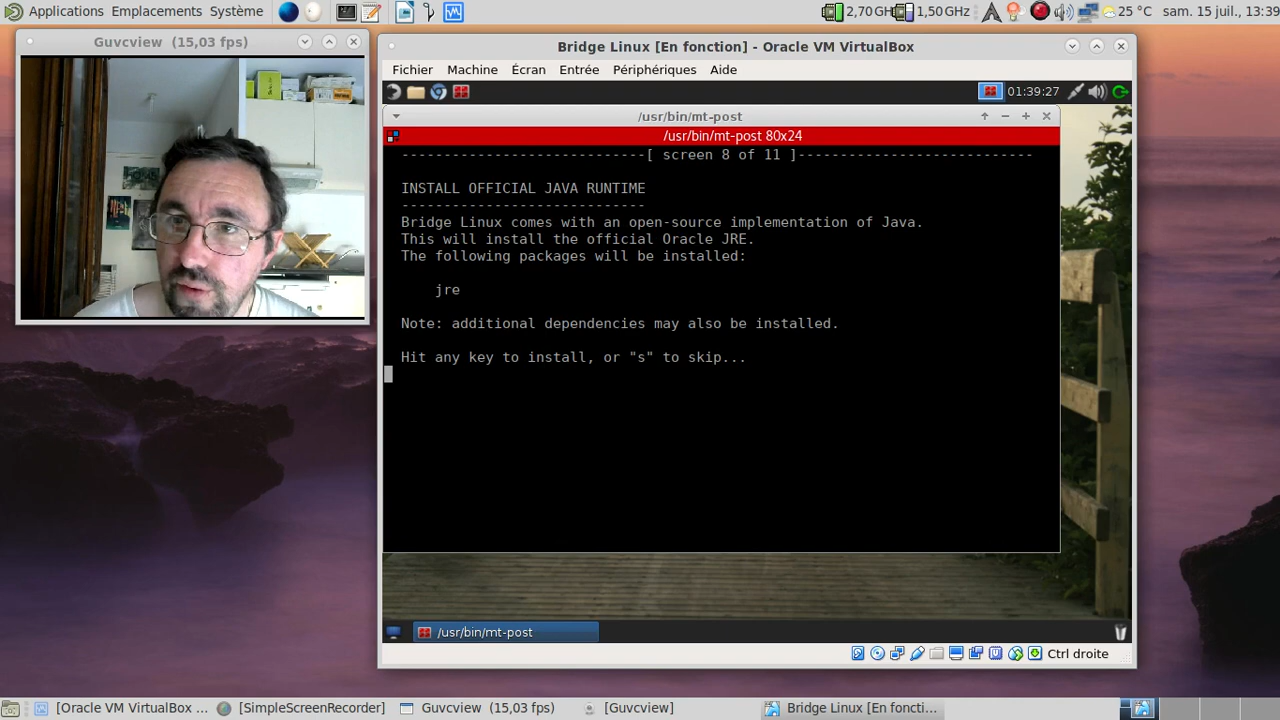 Applications Emplacements Système
2,70 GH 1,50 GHz 25 °C sam. 15 juil., 13:39
Guvcview (15,03 fps)
Bridge Linux [En fonction] - Oracle VM VirtualBox
Fichier Machine Écran Entrée Périphériques Aide
01:39:27
/usr/bin/mt-post
/usr/bin/mt-post 80x24
-----------------------------[ screen 8 of 11 ]----------------------------
INSTALL OFFICIAL JAVA RUNTIME
-----------------------------
Bridge Linux comes with an open-source implementation of Java.
This will install the official Oracle JRE.
The following packages will be installed:
jre
Note: additional dependencies may also be installed.
Hit any key to install, or "s" to skip...
/usr/bin/mt-post
Ctrl droite
[Oracle VM VirtualBox ... [SimpleScreenRecorder] Guvcview (15,03 fps) [Guvcview] Bridge Linux [En foncti...